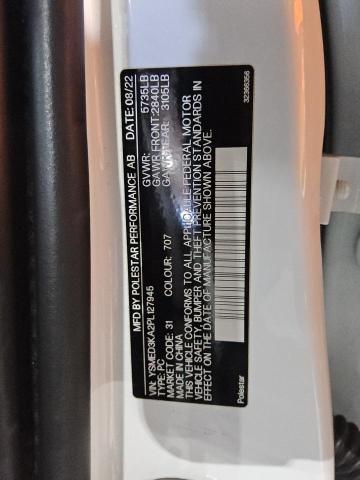 MFD BY POLESTAR PERFORMANCE AB DATE: 08/22
GVWR: 5735LB
GAWR FRONT: 2840LB
GAWR REAR: 3105LB
VIN: YSMED3KA2PL127945
TYPE: PC
MARKET CODE: 31 COLOUR: 707
MADE IN CHINA
THIS VEHICLE CONFORMS TO ALL APPLICABLE FEDERAL MOTOR
VEHICLE SAFETY, BUMPER AND THEFT PREVENTION STANDARDS IN
EFFECT ON THE DATE OF MANUFACTURE SHOWN ABOVE.
Polestar 32366356